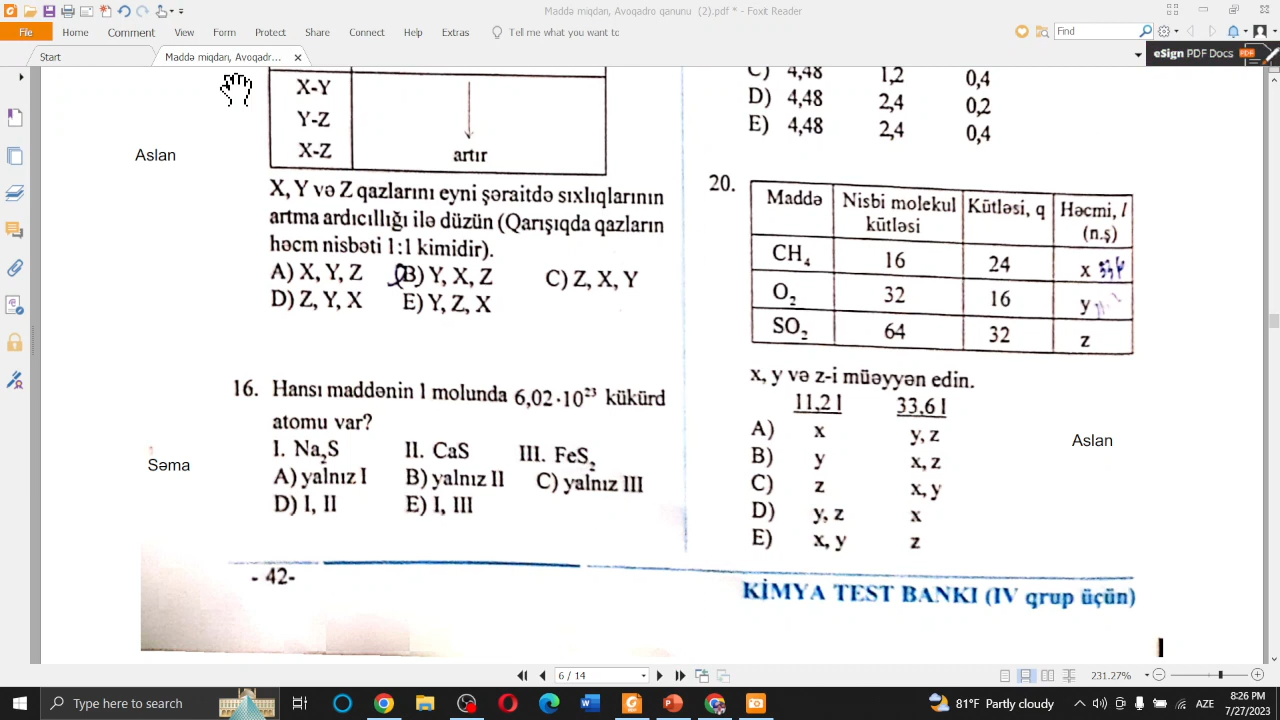 Maddə miqdarı, Avoqadro qanunu (2).pdf * - Foxit Reader
File Home Comment View Form Protect Share Connect Help Extras Tell me what you want to Find
Start Maddə miqdarı, Avoqadr... eSign PDF Docs
X-Y
Y-Z
X-Z artır
Aslan
X, Y və Z qazlarını eyni şəraitdə sıxlıqlarının
artma ardıcıllığı ilə düzün (Qarışıqda qazların
həcm nisbəti 1:1 kimidir).
A) X, Y, Z B) Y, X, Z C) Z, X, Y
D) Z, Y, X E) Y, Z, X
16. Hansı maddənin 1 molunda 6,02·10²³ kükürd
atomu var?
I. Na₂S II. CaS III. FeS₂
Səma
A) yalnız I B) yalnız II C) yalnız III
D) I, II E) I, III
- 42-
C) 4,48 1,2 0,4
D) 4,48 2,4 0,2
E) 4,48 2,4 0,4
20.
Maddə Nisbi molekul kütləsi Kütləsi, q Həcmi, l (n.ş)
CH₄ 16 24 x
O₂ 32 16 y
SO₂ 64 32 z
x, y və z-i müəyyən edin.
11,2 l 33,6 l
A) x y, z
Aslan
B) y x, z
C) z x, y
D) y, z x
E) x, y z
KİMYA TEST BANKI (IV qrup üçün)
6 / 14 231.27%
Type here to search 81°F Partly cloudy AZE 8:26 PM
7/27/2023